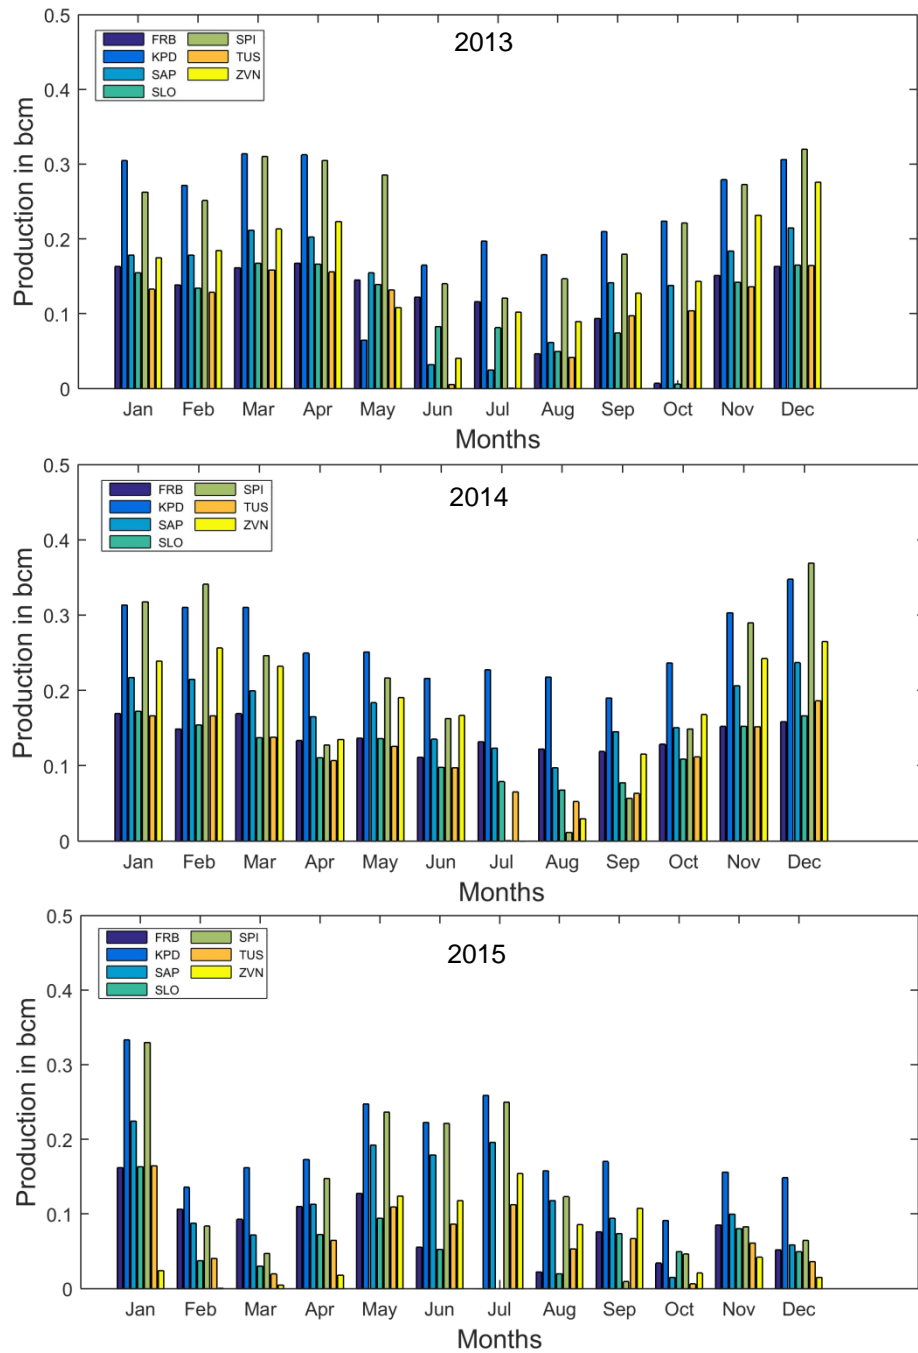 0.5
2013
FRB SPI
KPD TUS
SAP ZVN
SLO
0.4
0.3
0.2
0.1
0
Production in bcm
Jan Feb Mar Apr May Jun Jul Aug Sep Oct Nov Dec
Months
0.5
2014
FRB SPI
KPD TUS
SAP ZVN
SLO
0.4
0.3
0.2
0.1
0
Production in bcm
Jan Feb Mar Apr May Jun Jul Aug Sep Oct Nov Dec
Months
0.5
2015
FRB SPI
KPD TUS
SAP ZVN
SLO
0.4
0.3
0.2
0.1
0
Production in bcm
Jan Feb Mar Apr May Jun Jul Aug Sep Oct Nov Dec
Months